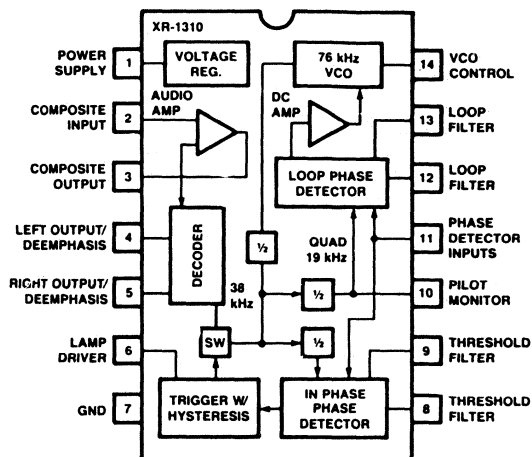 XR-1310
POWER
SUPPLY
1
VOLTAGE
REG.
76 kHz
VCO
14
VCO
CONTROL
COMPOSITE
INPUT
2
AUDIO
AMP
DC
AMP
13
LOOP
FILTER
COMPOSITE
OUTPUT
3
LOOP PHASE
DETECTOR
12
LOOP
FILTER
LEFT OUTPUT/
DEEMPHASIS
4
DECODER
½
QUAD
19 kHz
11
PHASE
DETECTOR
INPUTS
RIGHT OUTPUT/
DEEMPHASIS
5
38
kHz
½
10
PILOT
MONITOR
LAMP
DRIVER
6
SW
½
9
THRESHOLD
FILTER
GND
7
TRIGGER W/
HYSTERESIS
IN PHASE
PHASE
DETECTOR
8
THRESHOLD
FILTER